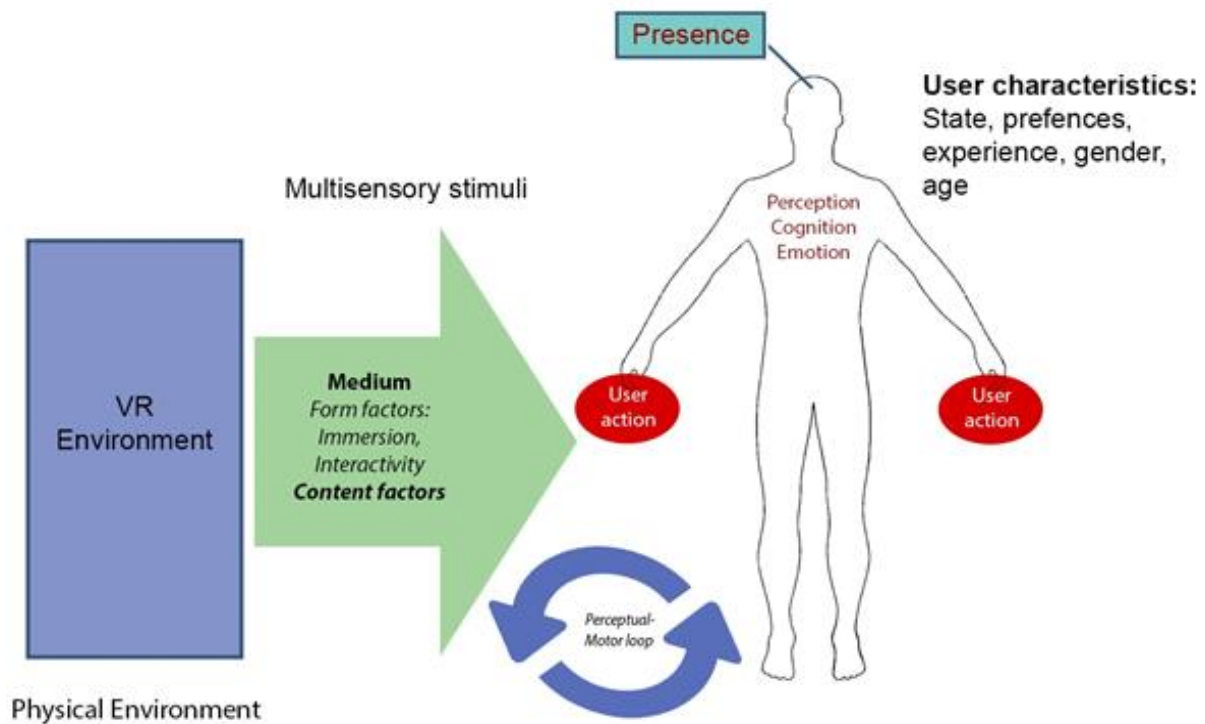 Presence
User characteristics:
State, prefences,
experience, gender,
age
Multisensory stimuli
Perception
Cognition
Emotion
VR
Environment
Medium
Form factors:
Immersion,
Interactivity
Content factors
User
action
User
action
Perceptual-
Motor loop
Physical Environment